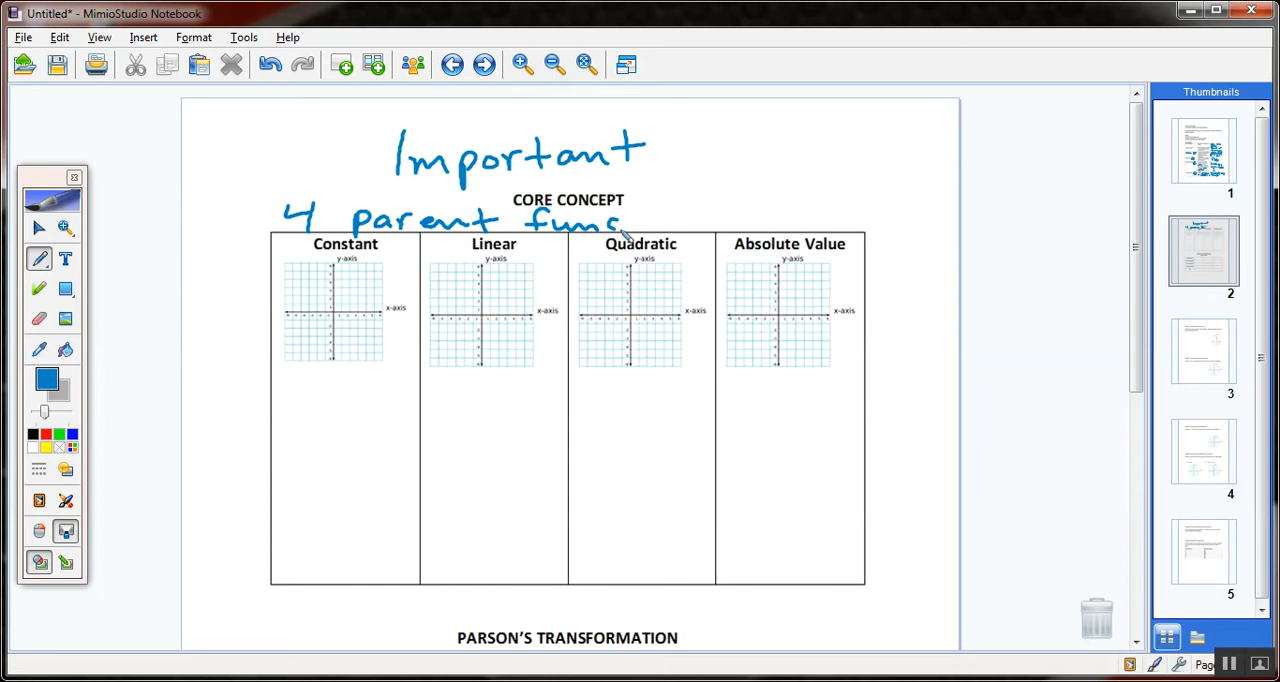 Untitled* - MimioStudio Notebook
File Edit View Insert Format Tools Help
Thumbnails
Important
CORE CONCEPT
4 parent func
Constant Linear Quadratic Absolute Value
y-axis y-axis y-axis y-axis
x-axis x-axis x-axis x-axis
PARSON'S TRANSFORMATION
1
2
3
4
5
Page